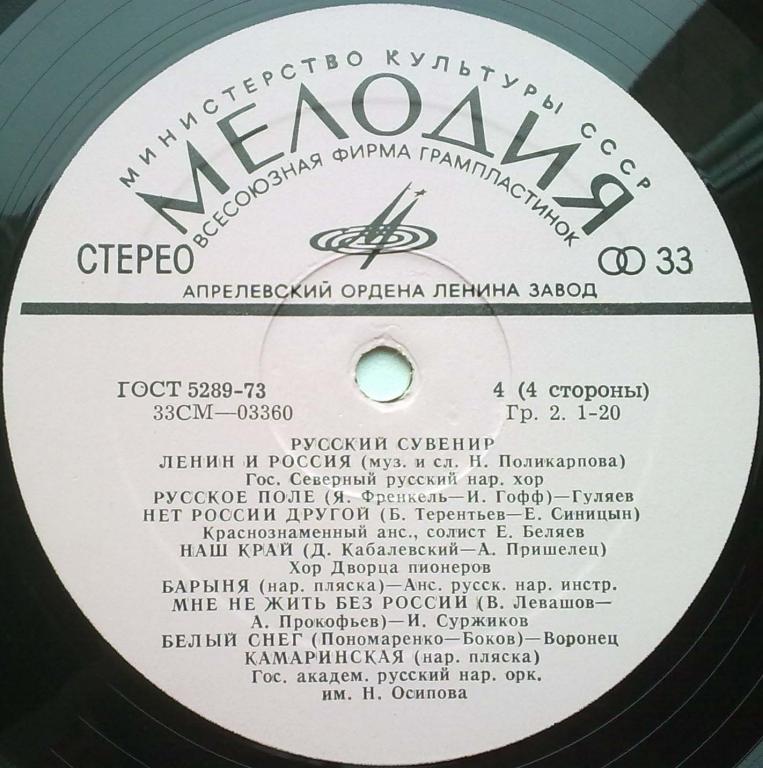 МИНИСТЕРСТВО КУЛЬТУРЫ СССР
МЕЛОДИЯ
ВСЕСОЮЗНАЯ ФИРМА ГРАМПЛАСТИНОК
СТЕРЕО 33
АПРЕЛЕВСКИЙ ОРДЕНА ЛЕНИНА ЗАВОД
ГОСТ 5289-73 4 (4 стороны)
33СМ—03360 Гр. 2. 1-20
РУССКИЙ СУВЕНИР
ЛЕНИН И РОССИЯ (муз. и сл. Н. Поликарпова)
Гос. Северный русский нар. хор
РУССКОЕ ПОЛЕ (Я. Френкель—И. Гофф)—Гуляев
НЕТ РОССИИ ДРУГОЙ (Б. Терентьев—Е. Синицын)
Краснознаменный анс., солист Е. Беляев
НАШ КРАЙ (Д. Кабалевский—А. Пришелец)
Хор Дворца пионеров
БАРЫНЯ (нар. пляска)—Анс. русск. нар. инстр.
МНЕ НЕ ЖИТЬ БЕЗ РОССИИ (В. Левашов—
А. Прокофьев)—И. Суржиков
БЕЛЫЙ СНЕГ (Пономаренко—Боков)—Воронец
КАМАРИНСКАЯ (нар. пляска)
Гос. академ. русский нар. орк.
им. Н. Осипова